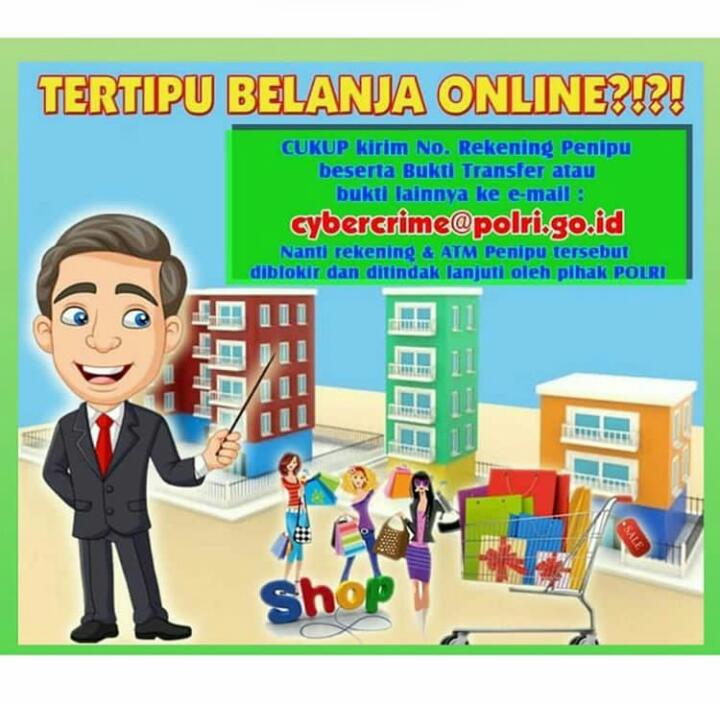 TERTIPU BELANJA ONLINE?!?!
CUKUP kirim No. Rekening Penipu
beserta Bukti Transfer atau
bukti lainnya ke e-mail :
cybercrime@polri.go.id
Nanti rekening & ATM Penipu tersebut
diblokir dan ditindak lanjuti oleh pihak POLRI
Shop
SALE